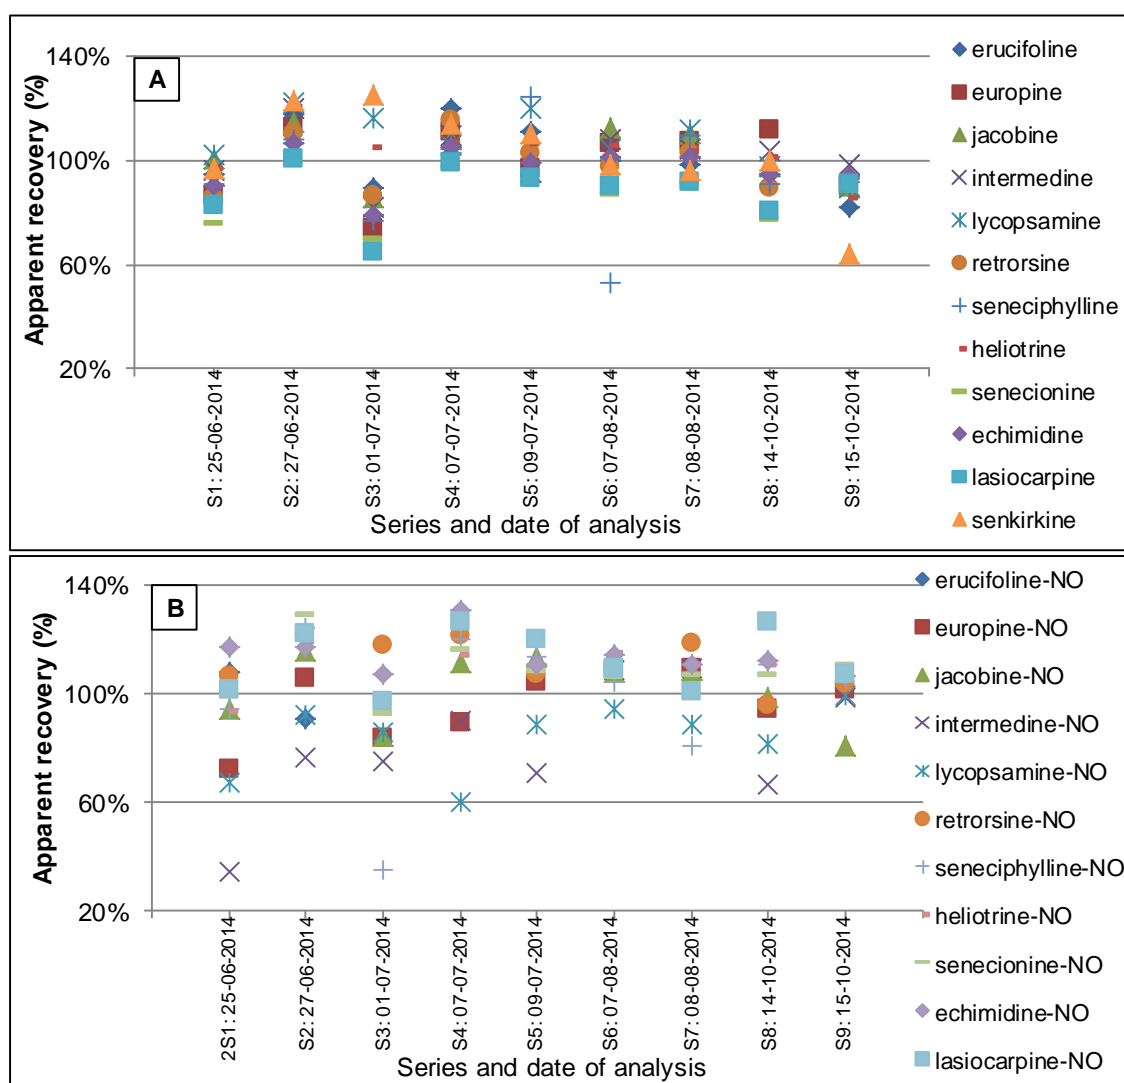 A
Apparent recovery (%)
140%
100%
60%
20%
S1: 25-06-2014
S2: 27-06-2014
S3: 01-07-2014
S4: 07-07-2014
S5: 09-07-2014
S6: 07-08-2014
S7: 08-08-2014
S8: 14-10-2014
S9: 15-10-2014
Series and date of analysis
erucifoline
europine
jacobine
intermedine
lycopsamine
retrorsine
seneciphylline
heliotrine
senecionine
echimidine
lasiocarpine
senkirkine
B
Apparent recovery (%)
140%
100%
60%
20%
2S1: 25-06-2014
S2: 27-06-2014
S3: 01-07-2014
S4: 07-07-2014
S5: 09-07-2014
S6: 07-08-2014
S7: 08-08-2014
S8: 14-10-2014
S9: 15-10-2014
Series and date of analysis
erucifoline-NO
europine-NO
jacobine-NO
intermedine-NO
lycopsamine-NO
retrorsine-NO
seneciphylline-NO
heliotrine-NO
senecionine-NO
echimidine-NO
lasiocarpine-NO